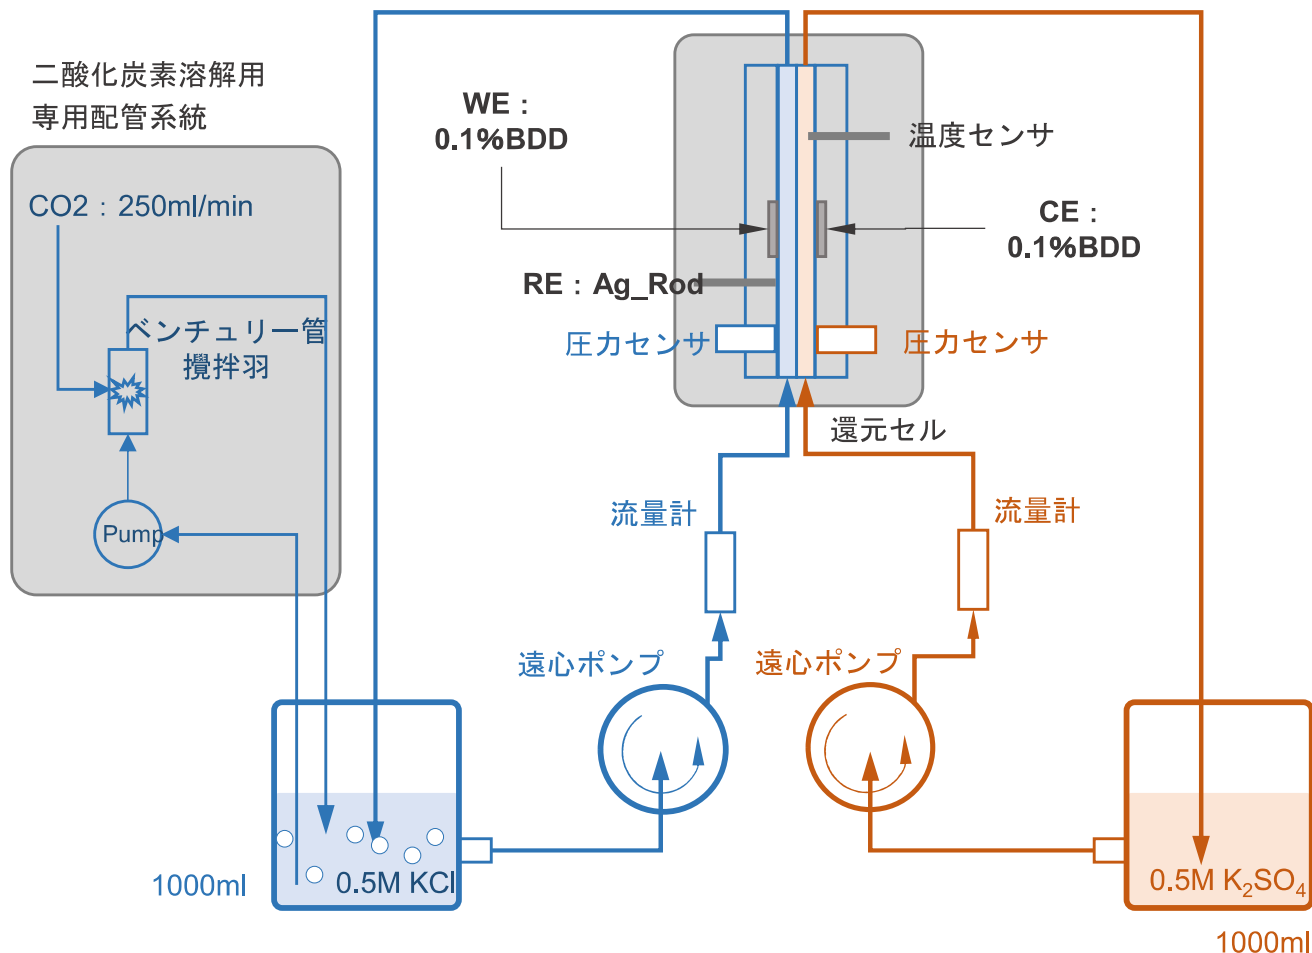 二酸化炭素溶解用
専用配管系統
CO2：250ml/min
ベンチュリー管
攪拌羽
Pump
WE：
0.1%BDD
温度センサ
CE：
0.1%BDD
RE：Ag_Rod
圧力センサ
圧力センサ
還元セル
流量計
流量計
遠心ポンプ
遠心ポンプ
0.5M KCl
1000ml
0.5M K₂SO₄
1000ml